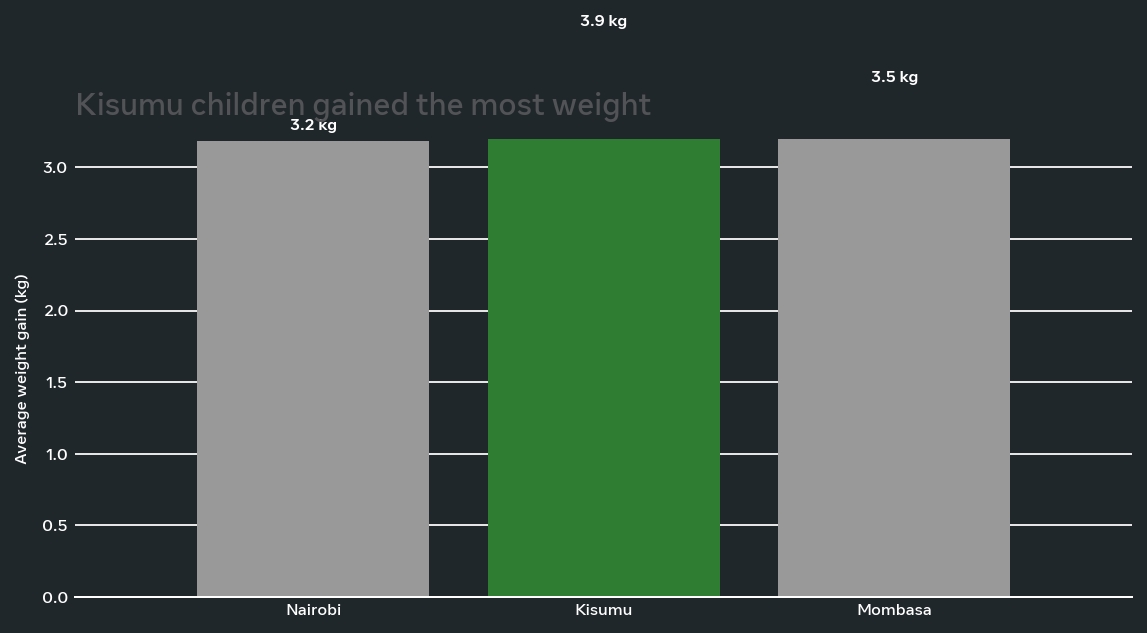 3.9 kg
3.5 kg
Kisumu children gained the most weight
3.2 kg
3.0
2.5
2.0
1.5
1.0
0.5
0.0
Average weight gain (kg)
Nairobi
Kisumu
Mombasa